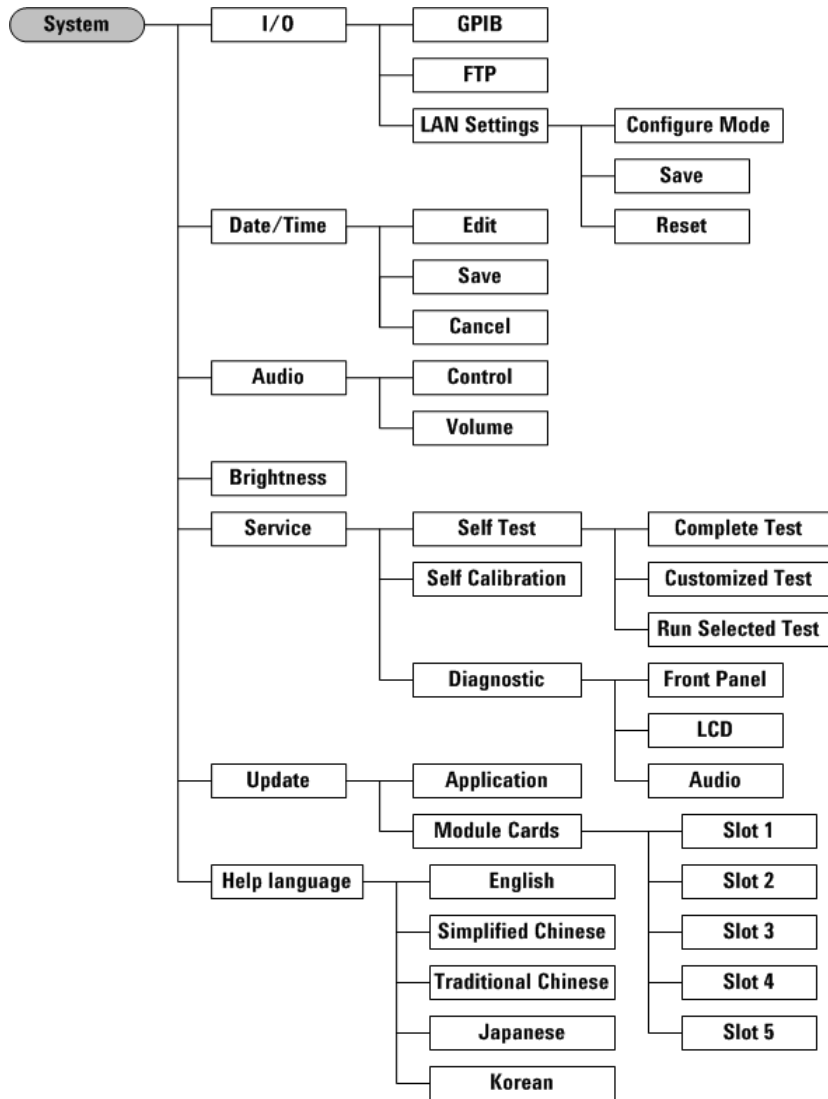 System
I/O
GPIB
FTP
LAN Settings
Configure Mode
Save
Reset
Date/Time
Edit
Save
Cancel
Audio
Control
Volume
Brightness
Service
Self Test
Complete Test
Customized Test
Run Selected Test
Self Calibration
Diagnostic
Front Panel
LCD
Audio
Update
Application
Module Cards
Slot 1
Slot 2
Slot 3
Slot 4
Slot 5
Help language
English
Simplified Chinese
Traditional Chinese
Japanese
Korean